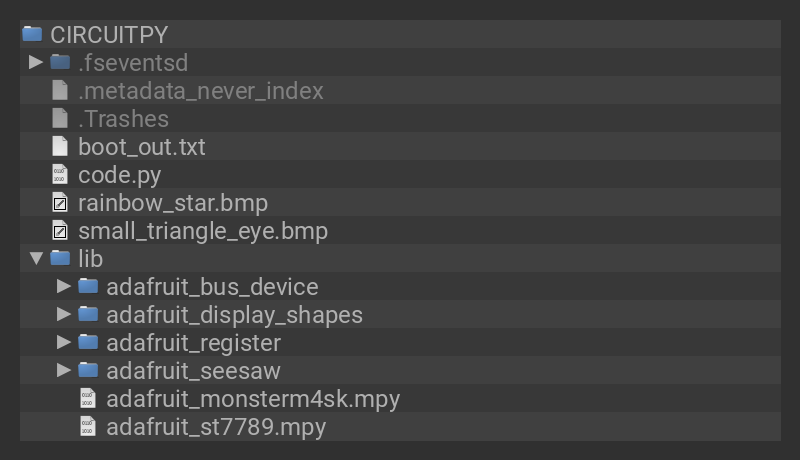 CIRCUITPY
.fseventsd
.metadata_never_index
.Trashes
boot_out.txt
code.py
rainbow_star.bmp
small_triangle_eye.bmp
lib
adafruit_bus_device
adafruit_display_shapes
adafruit_register
adafruit_seesaw
adafruit_monsterm4sk.mpy
adafruit_st7789.mpy